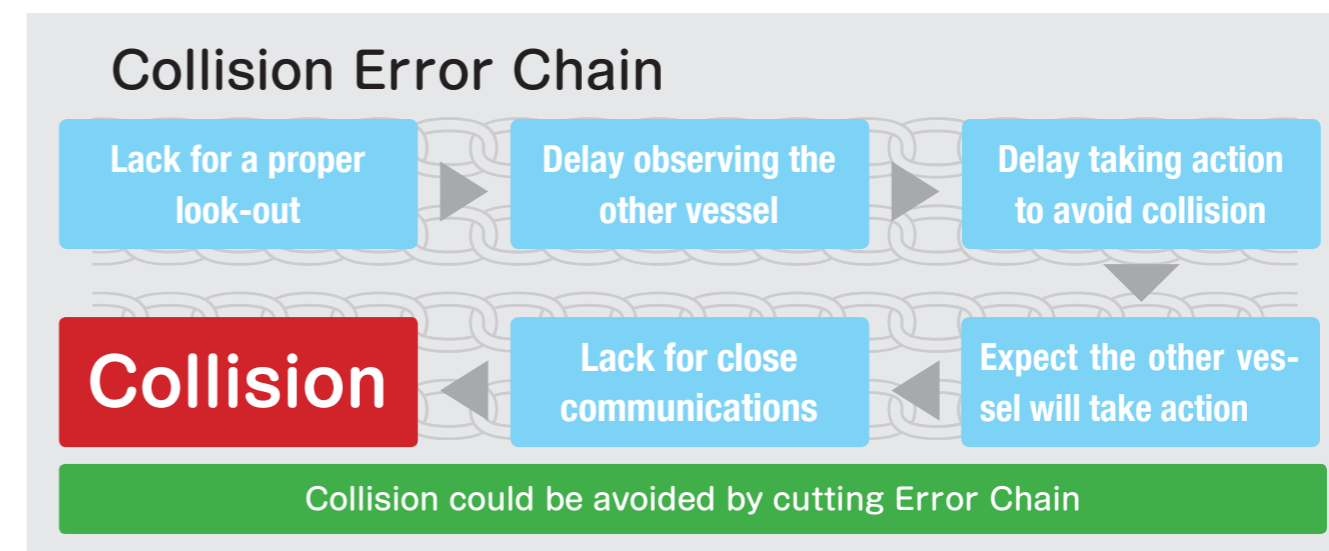 Collision Error Chain
Lack for a proper
look-out
Delay observing the
other vessel
Delay taking action
to avoid collision
Expect the other ves-
sel will take action
Lack for close
communications
Collision
Collision could be avoided by cutting Error Chain